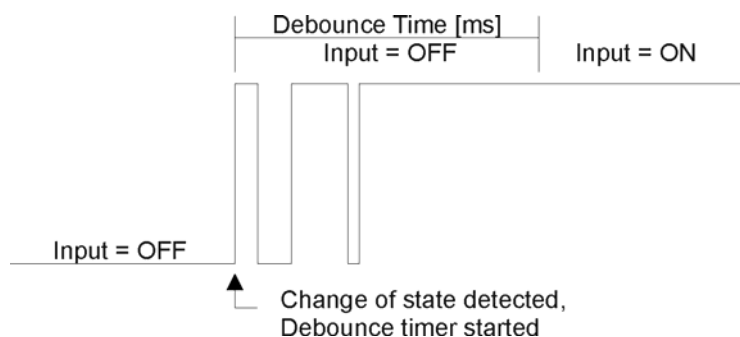 Debounce Time [ms]
Input = OFF
Input = ON
Input = OFF
Change of state detected,
Debounce timer started